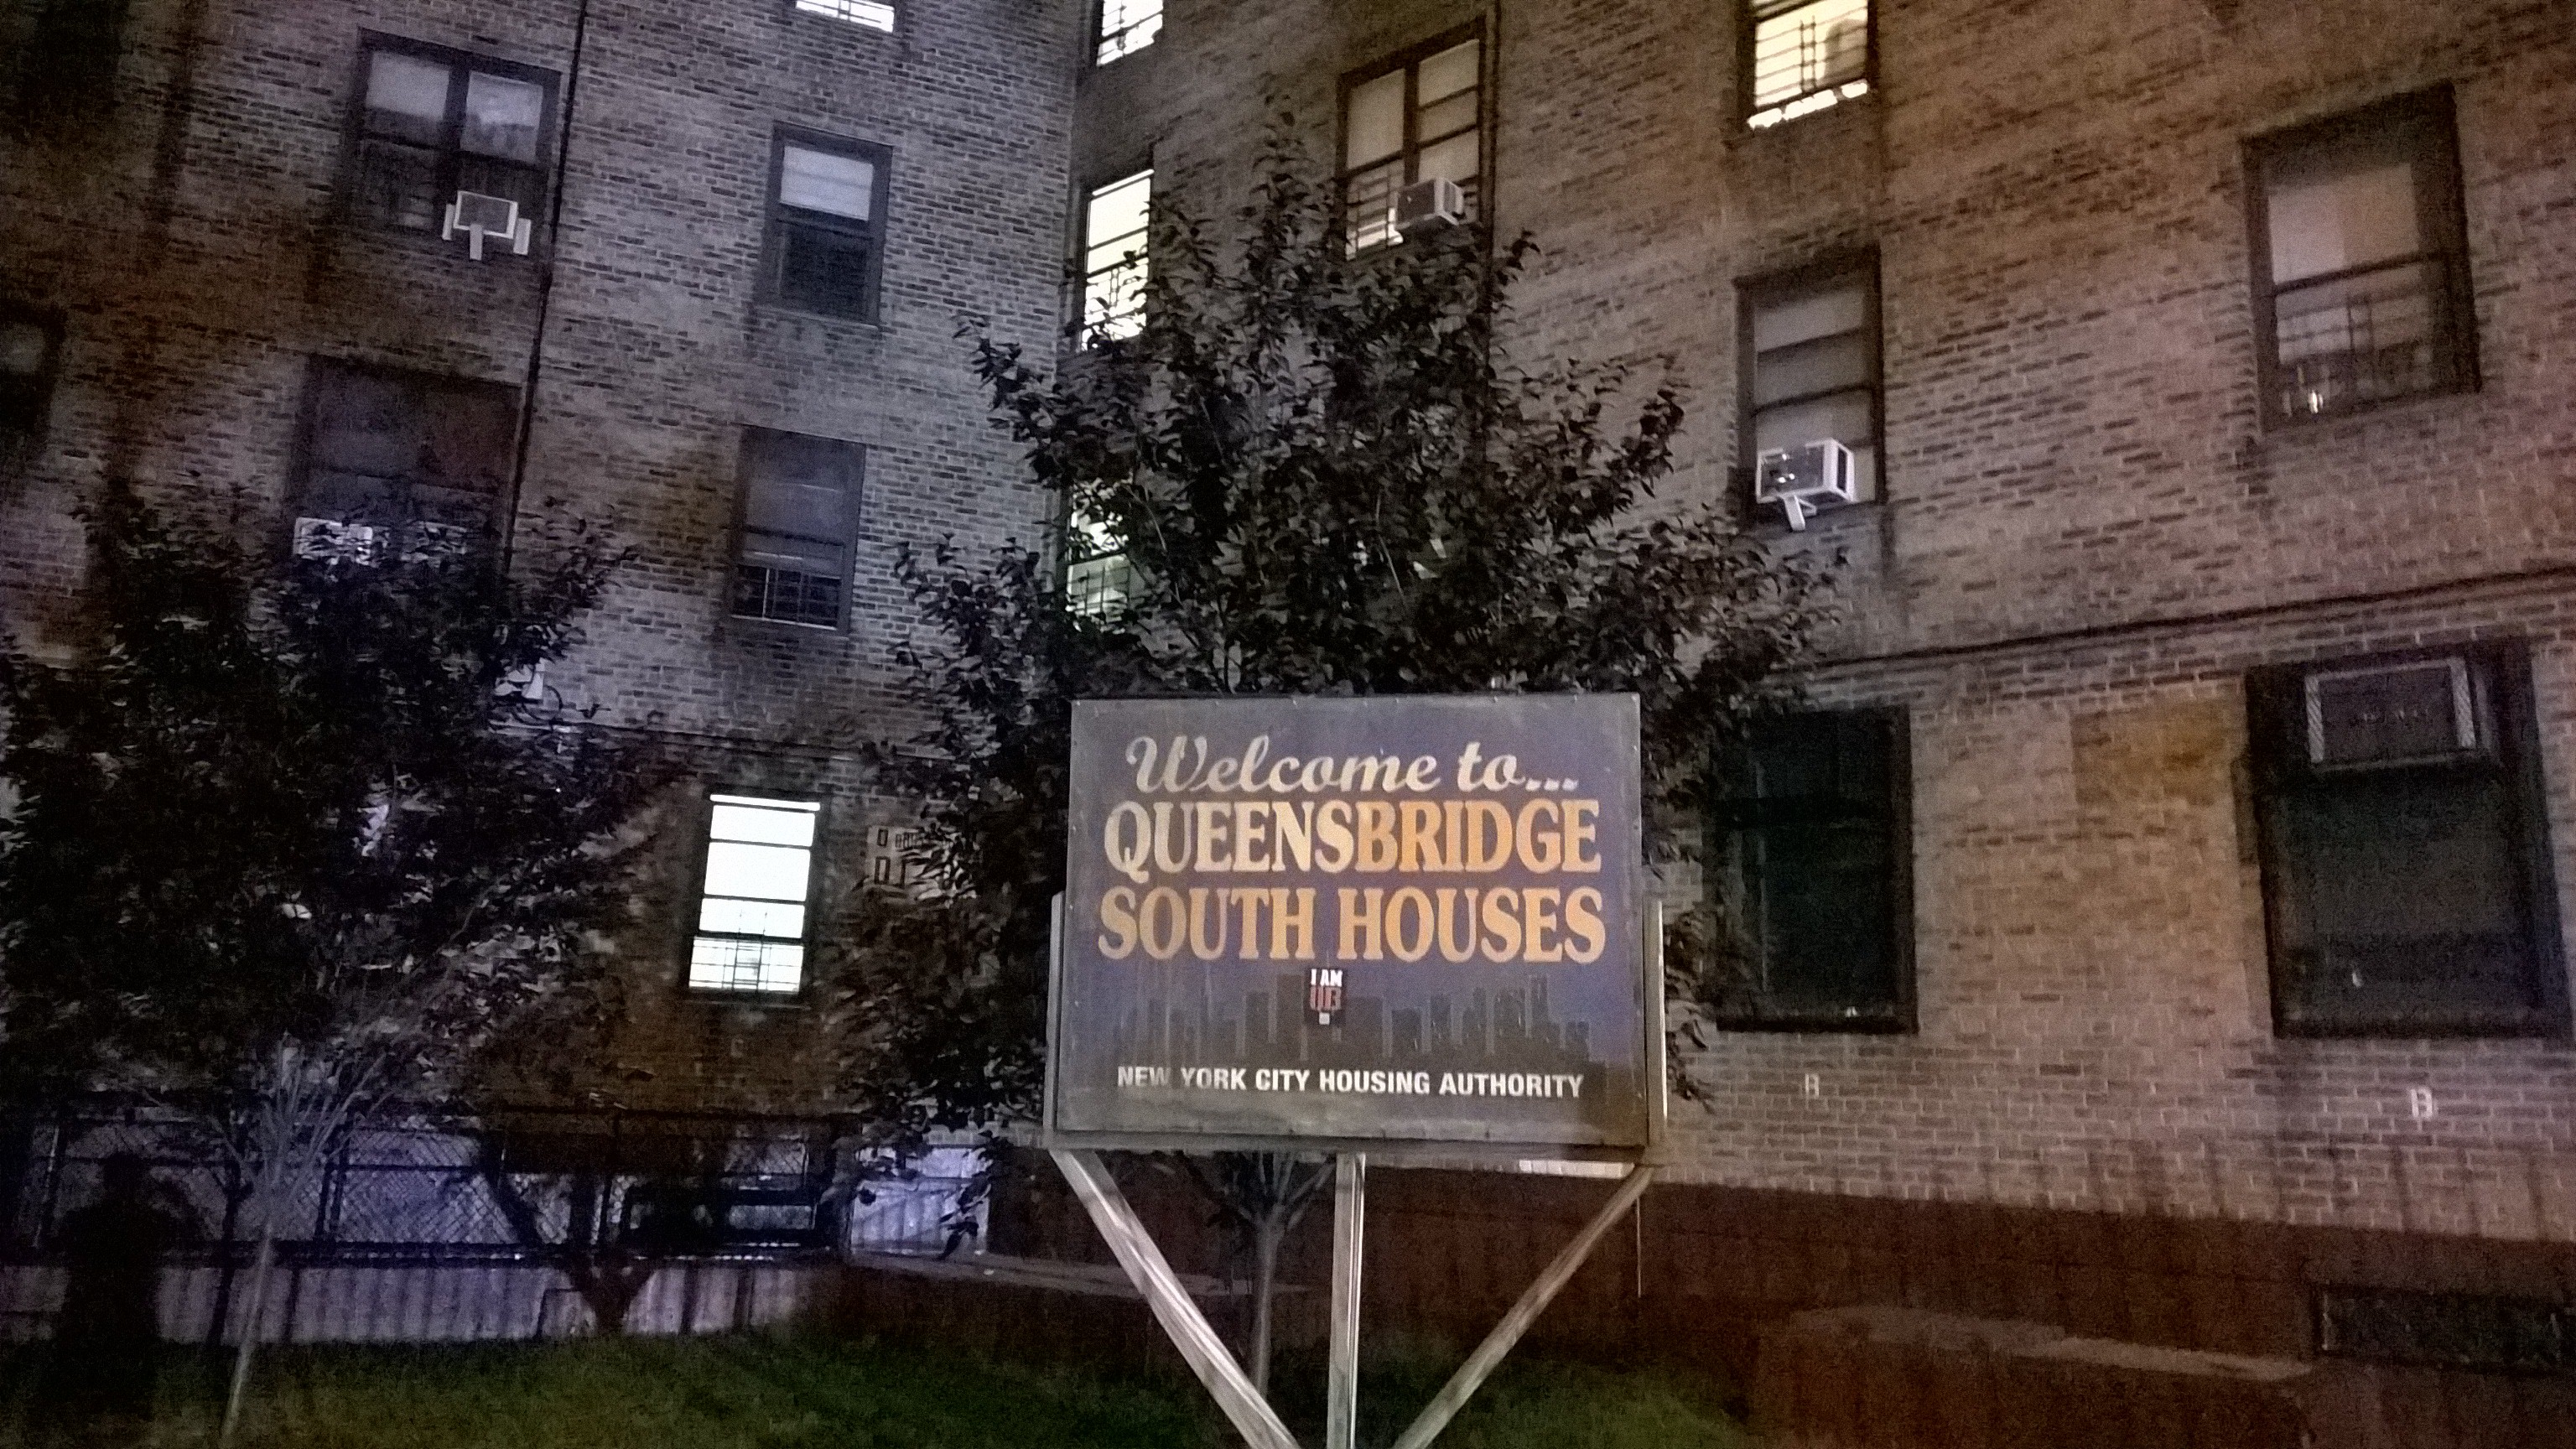 Welcome to...
QUEENSBRIDGE
SOUTH HOUSES
I AM
QB
NEW YORK CITY HOUSING AUTHORITY
B
B